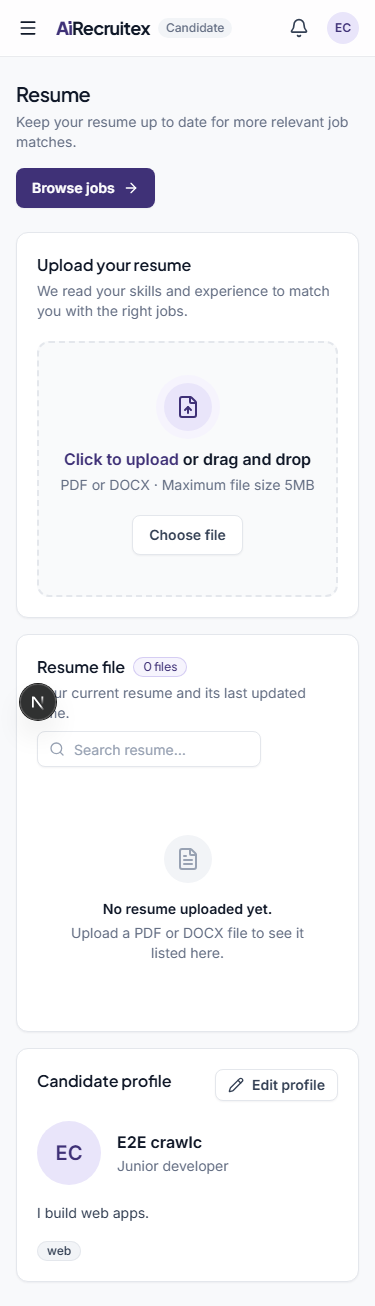 AiRecruitex Candidate EC
Resume
Keep your resume up to date for more relevant job
matches.
Browse jobs →
Upload your resume
We read your skills and experience to match
you with the right jobs.
Click to upload or drag and drop
PDF or DOCX · Maximum file size 5MB
Choose file
Resume file 0 files
ur current resume and its last updated
N
Search resume...
No resume uploaded yet.
Upload a PDF or DOCX file to see it
listed here.
Candidate profile Edit profile
EC
E2E crawlc
Junior developer
I build web apps.
web